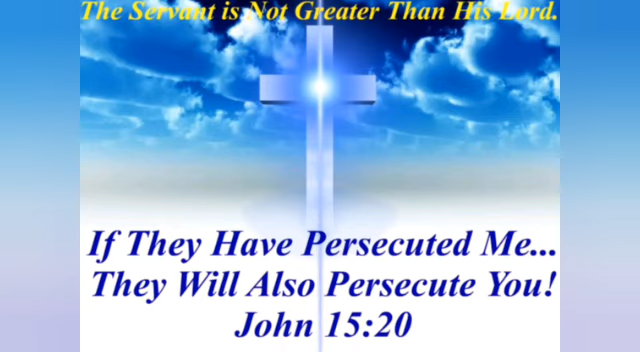 The Servant is Not Greater Than His Lord.
If They Have Persecuted Me...
They Will Also Persecute You!
John 15:20